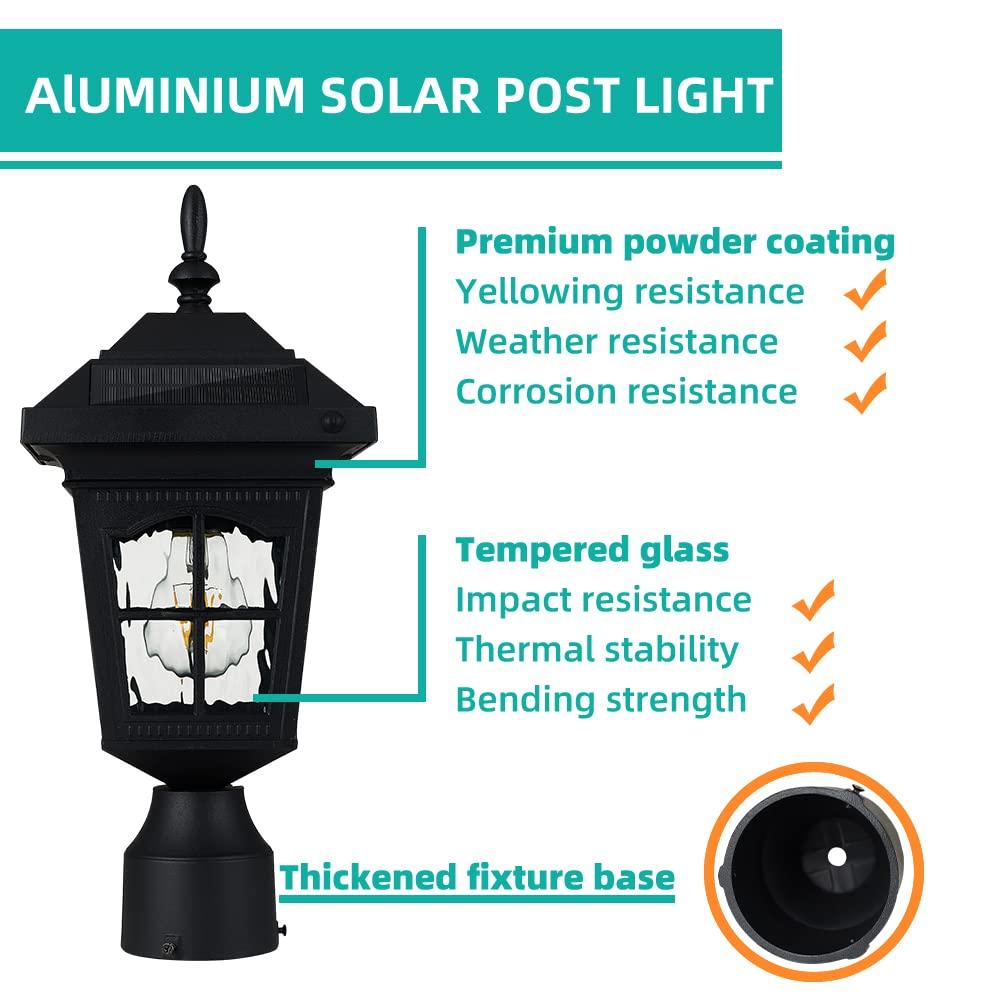 AlUMINIUM SOLAR POST LIGHT
Premium powder coating
Yellowing resistance
Weather resistance
Corrosion resistance
Tempered glass
Impact resistance
Thermal stability
Bending strength
Thickened fixture base